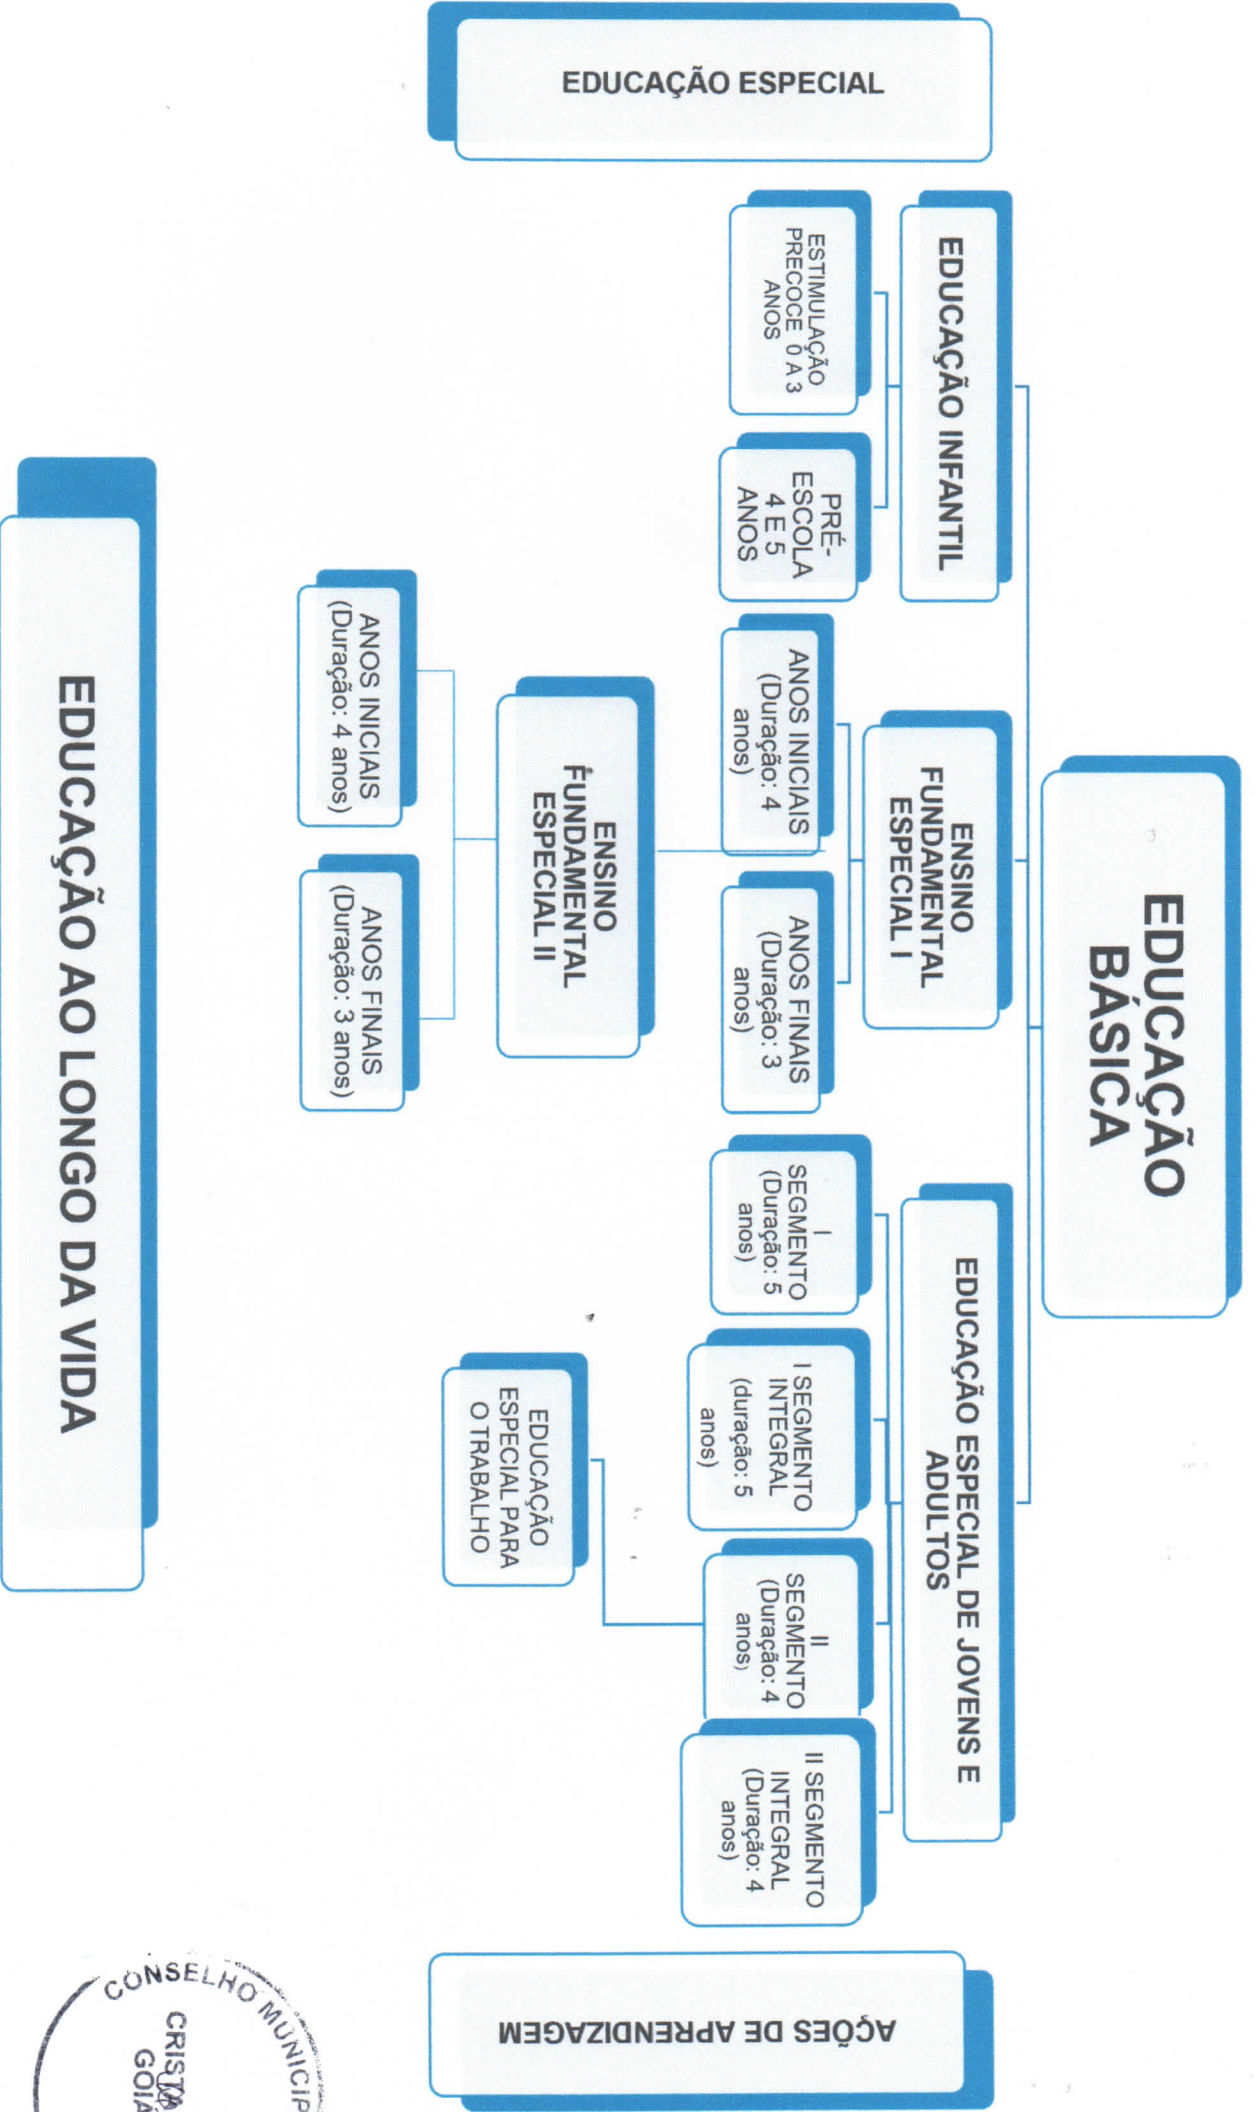 EDUCAÇÃO
BÁSICA
EDUCAÇÃO ESPECIAL
EDUCAÇÃO INFANTIL
ESTIMULAÇÃO
PRECOCE 0 A 3
ANOS
PRÉ-
ESCOLA
4 E 5
ANOS
ENSINO
FUNDAMENTAL
ESPECIAL I
ANOS INICIAIS
(Duração: 4
anos)
ANOS FINAIS
(Duração: 3
anos)
ENSINO
FUNDAMENTAL
ESPECIAL II
ANOS INICIAIS
(Duração: 4 anos)
ANOS FINAIS
(Duração: 3 anos)
EDUCAÇÃO ESPECIAL DE JOVENS E
ADULTOS
I
SEGMENTO
(Duração: 5
anos)
I SEGMENTO
INTEGRAL
(duração: 5
anos)
II
SEGMENTO
(Duração: 4
anos)
II SEGMENTO
INTEGRAL
(Duração: 4
anos)
EDUCAÇÃO
ESPECIAL PARA
O TRABALHO
AÇÕES DE APRENDIZAGEM
EDUCAÇÃO AO LONGO DA VIDA
CONSELHO